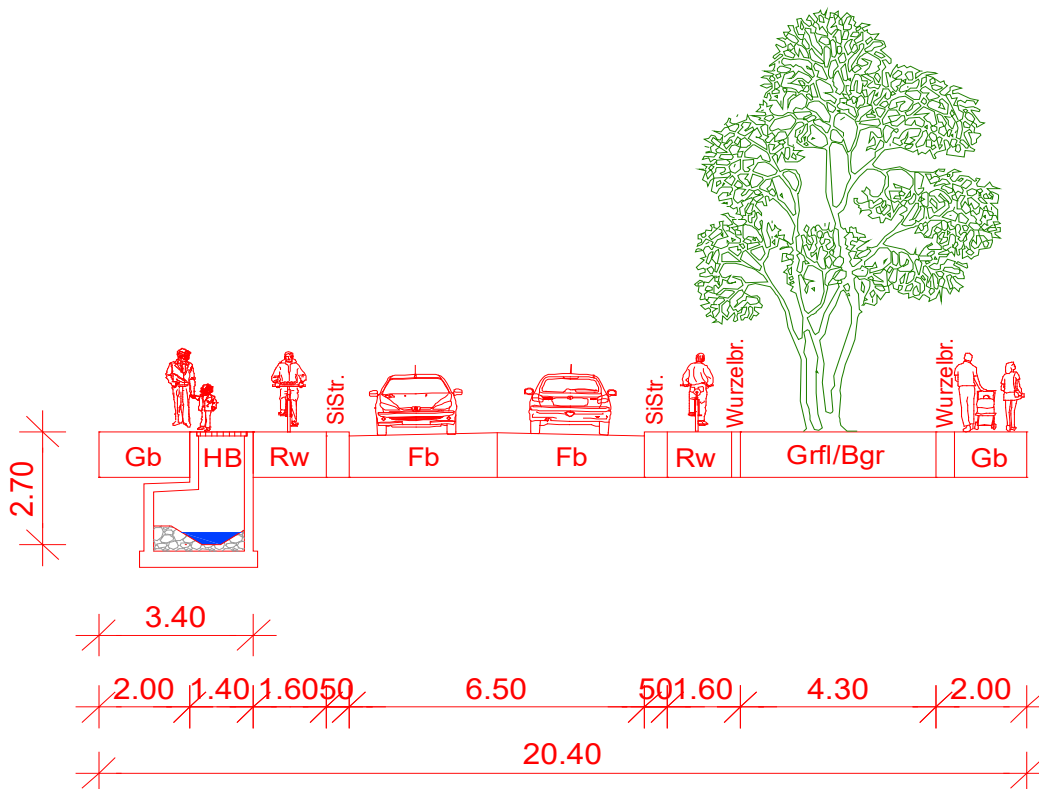 SiStr.
SiStr.
Wurzelbr.
Wurzelbr.
Gb HB Rw Fb Fb Rw Grfl/Bgr Gb
2.70
3.40
2.00 1.40 1.60 50 6.50 50 1.60 4.30 2.00
20.40